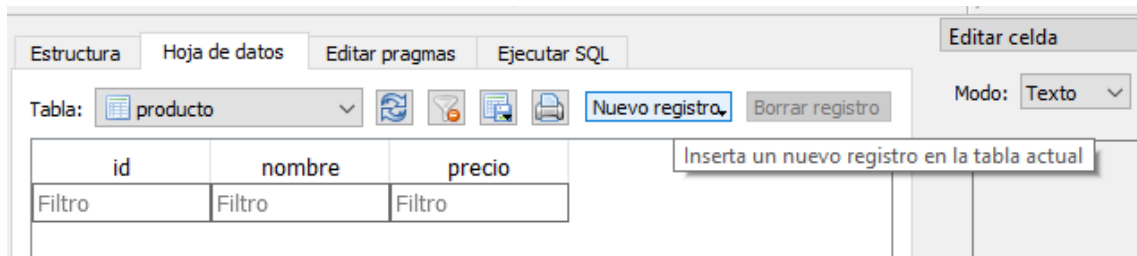 Editar celda
Estructura Hoja de datos Editar pragmas Ejecutar SQL
Modo: Texto
Tabla: producto Nuevo registro Borrar registro
Inserta un nuevo registro en la tabla actual
id nombre precio
Filtro Filtro Filtro